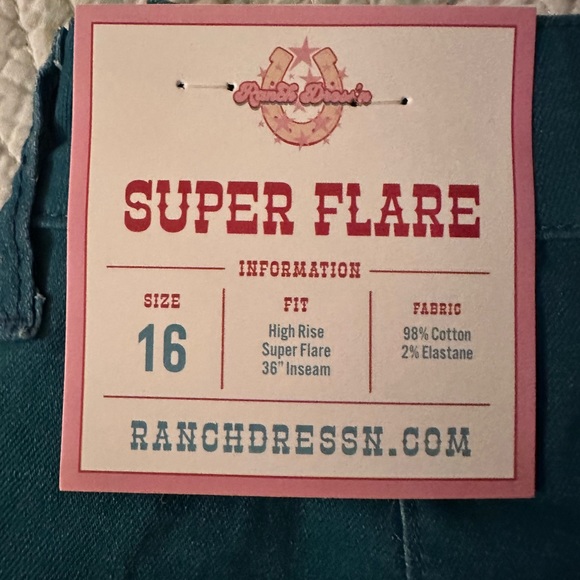 Ranch Dress'n
SUPER FLARE
INFORMATION
SIZE
16
FIT
High Rise
Super Flare
36" Inseam
FABRIC
98% Cotton
2% Elastane
RANCHDRESSN.COM